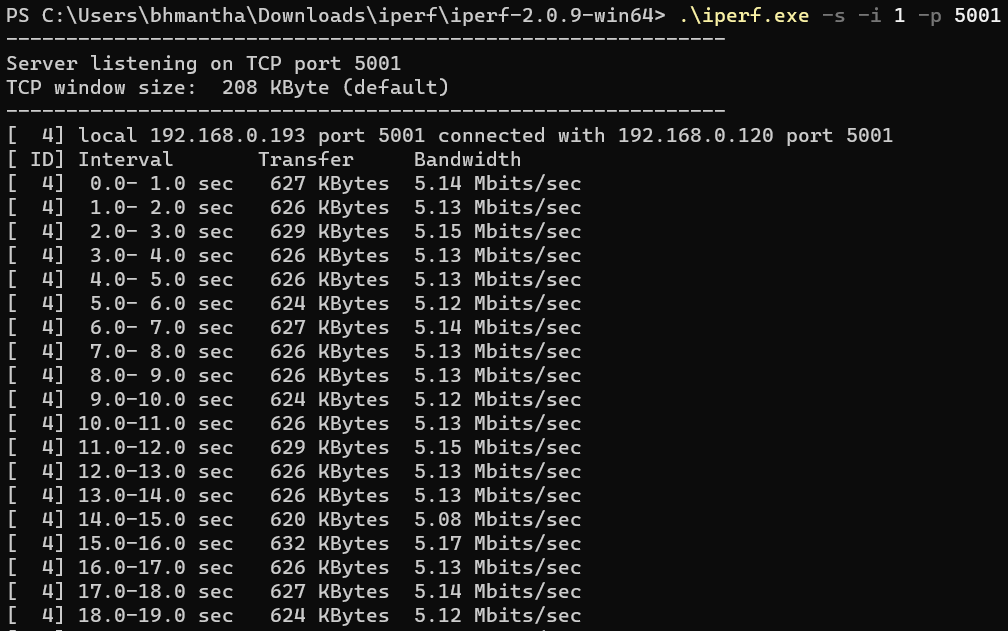 PS C:\Users\bhmantha\Downloads\iperf\iperf-2.0.9-win64> .\iperf.exe -s -i 1 -p 5001
------------------------------------------------------------
Server listening on TCP port 5001
TCP window size:  208 KByte (default)
------------------------------------------------------------
[  4] local 192.168.0.193 port 5001 connected with 192.168.0.120 port 5001
[ ID] Interval       Transfer     Bandwidth
[  4]  0.0- 1.0 sec   627 KBytes  5.14 Mbits/sec
[  4]  1.0- 2.0 sec   626 KBytes  5.13 Mbits/sec
[  4]  2.0- 3.0 sec   629 KBytes  5.15 Mbits/sec
[  4]  3.0- 4.0 sec   626 KBytes  5.13 Mbits/sec
[  4]  4.0- 5.0 sec   626 KBytes  5.13 Mbits/sec
[  4]  5.0- 6.0 sec   624 KBytes  5.12 Mbits/sec
[  4]  6.0- 7.0 sec   627 KBytes  5.14 Mbits/sec
[  4]  7.0- 8.0 sec   626 KBytes  5.13 Mbits/sec
[  4]  8.0- 9.0 sec   626 KBytes  5.13 Mbits/sec
[  4]  9.0-10.0 sec   624 KBytes  5.12 Mbits/sec
[  4] 10.0-11.0 sec   626 KBytes  5.13 Mbits/sec
[  4] 11.0-12.0 sec   629 KBytes  5.15 Mbits/sec
[  4] 12.0-13.0 sec   626 KBytes  5.13 Mbits/sec
[  4] 13.0-14.0 sec   626 KBytes  5.13 Mbits/sec
[  4] 14.0-15.0 sec   620 KBytes  5.08 Mbits/sec
[  4] 15.0-16.0 sec   632 KBytes  5.17 Mbits/sec
[  4] 16.0-17.0 sec   626 KBytes  5.13 Mbits/sec
[  4] 17.0-18.0 sec   627 KBytes  5.14 Mbits/sec
[  4] 18.0-19.0 sec   624 KBytes  5.12 Mbits/sec